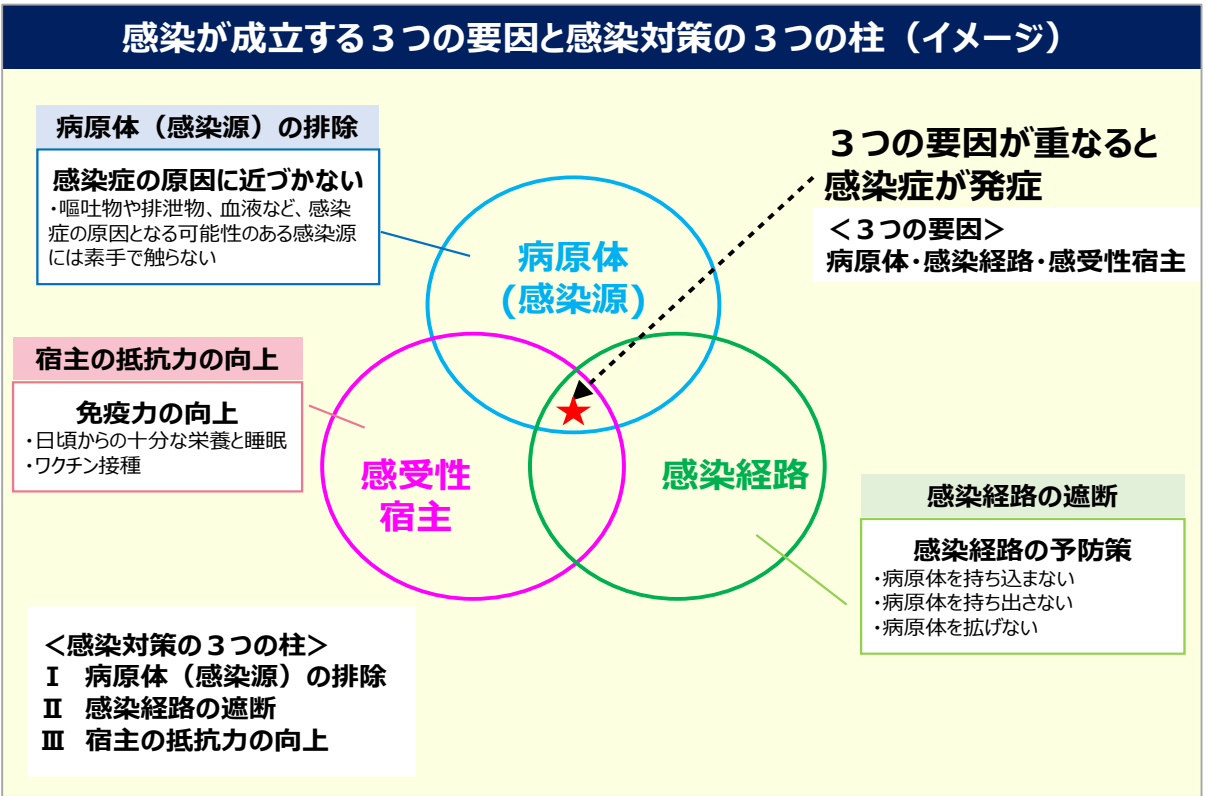 感染が成立する３つの要因と感染対策の３つの柱（イメージ）
病原体（感染源）の排除
感染症の原因に近づかない
・嘔吐物や排泄物、血液など、感染
症の原因となる可能性のある感染源
には素手で触らない
３つの要因が重なると
感染症が発症
＜３つの要因＞
病原体・感染経路・感受性宿主
病原体
(感染源)
宿主の抵抗力の向上
免疫力の向上
・日頃からの十分な栄養と睡眠
・ワクチン接種
感受性
宿主
感染経路
感染経路の遮断
感染経路の予防策
・病原体を持ち込まない
・病原体を持ち出さない
・病原体を拡げない
＜感染対策の３つの柱＞
Ⅰ　病原体（感染源）の排除
Ⅱ　感染経路の遮断
Ⅲ　宿主の抵抗力の向上